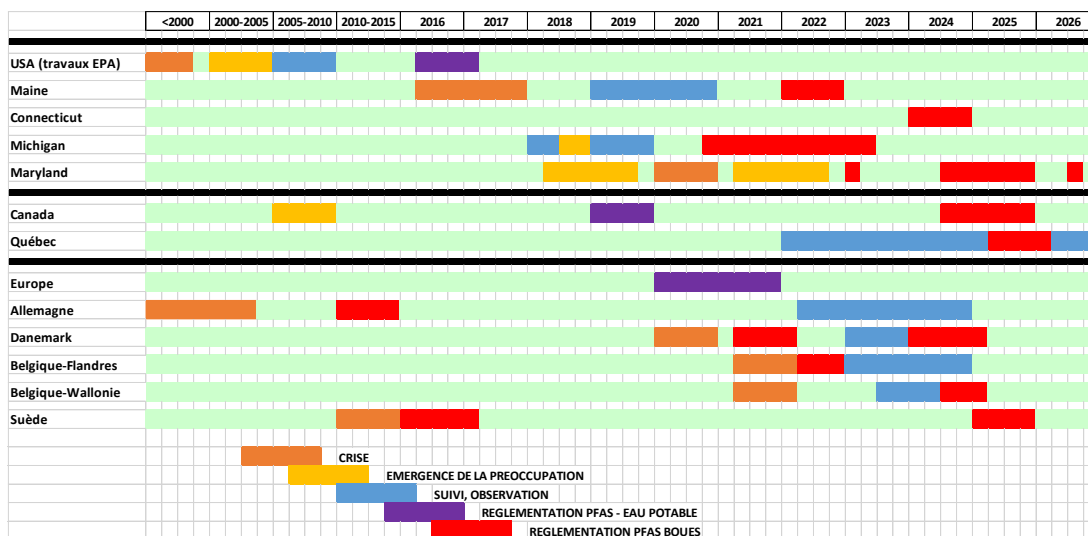 <2000 2000-2005 2005-2010 2010-2015 2016 2017 2018 2019 2020 2021 2022 2023 2024 2025 2026
USA (travaux EPA)
Maine
Connecticut
Michigan
Maryland
Canada
Québec
Europe
Allemagne
Danemark
Belgique-Flandres
Belgique-Wallonie
Suède
CRISE
EMERGENCE DE LA PREOCCUPATION
SUIVI, OBSERVATION
REGLEMENTATION PFAS - EAU POTABLE
REGLEMENTATION PFAS BOUES